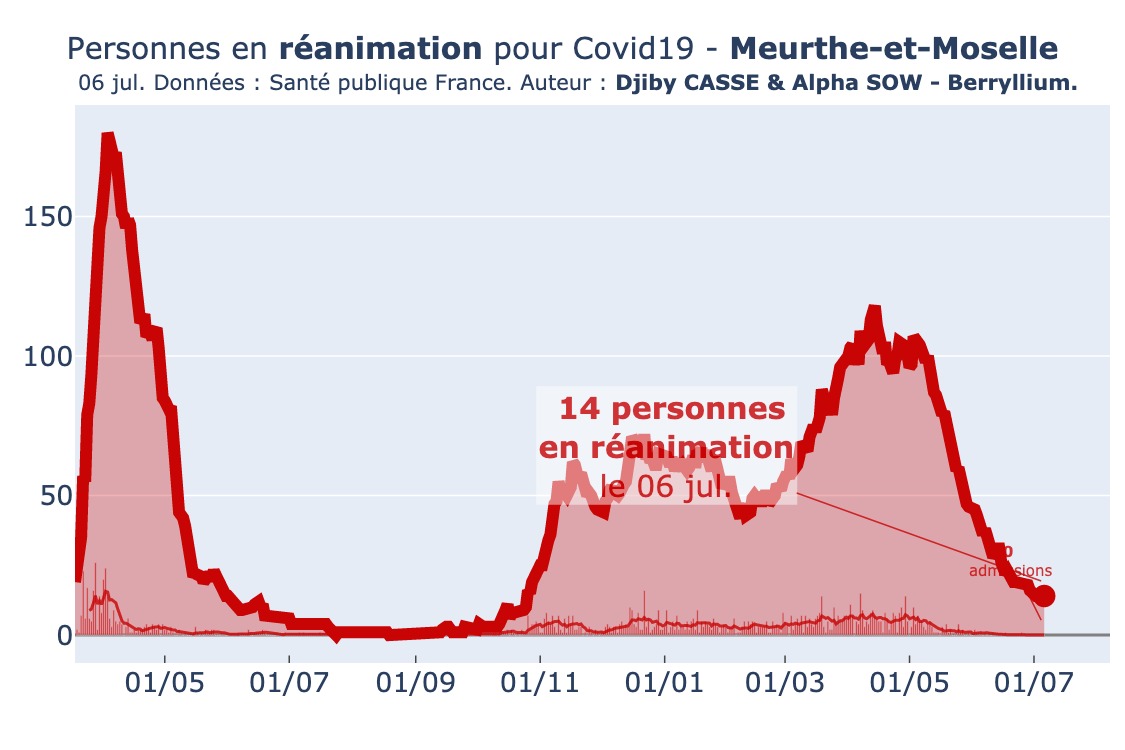 Personnes en réanimation pour Covid19 - Meurthe-et-Moselle
06 jul. Données : Santé publique France. Auteur : Djiby CASSE & Alpha SOW - Berryllium.
150
100
50
0
14 personnes
en réanimation
le 06 jul.
0
admissions
01/05
01/07
01/09
01/11
01/01
01/03
01/05
01/07